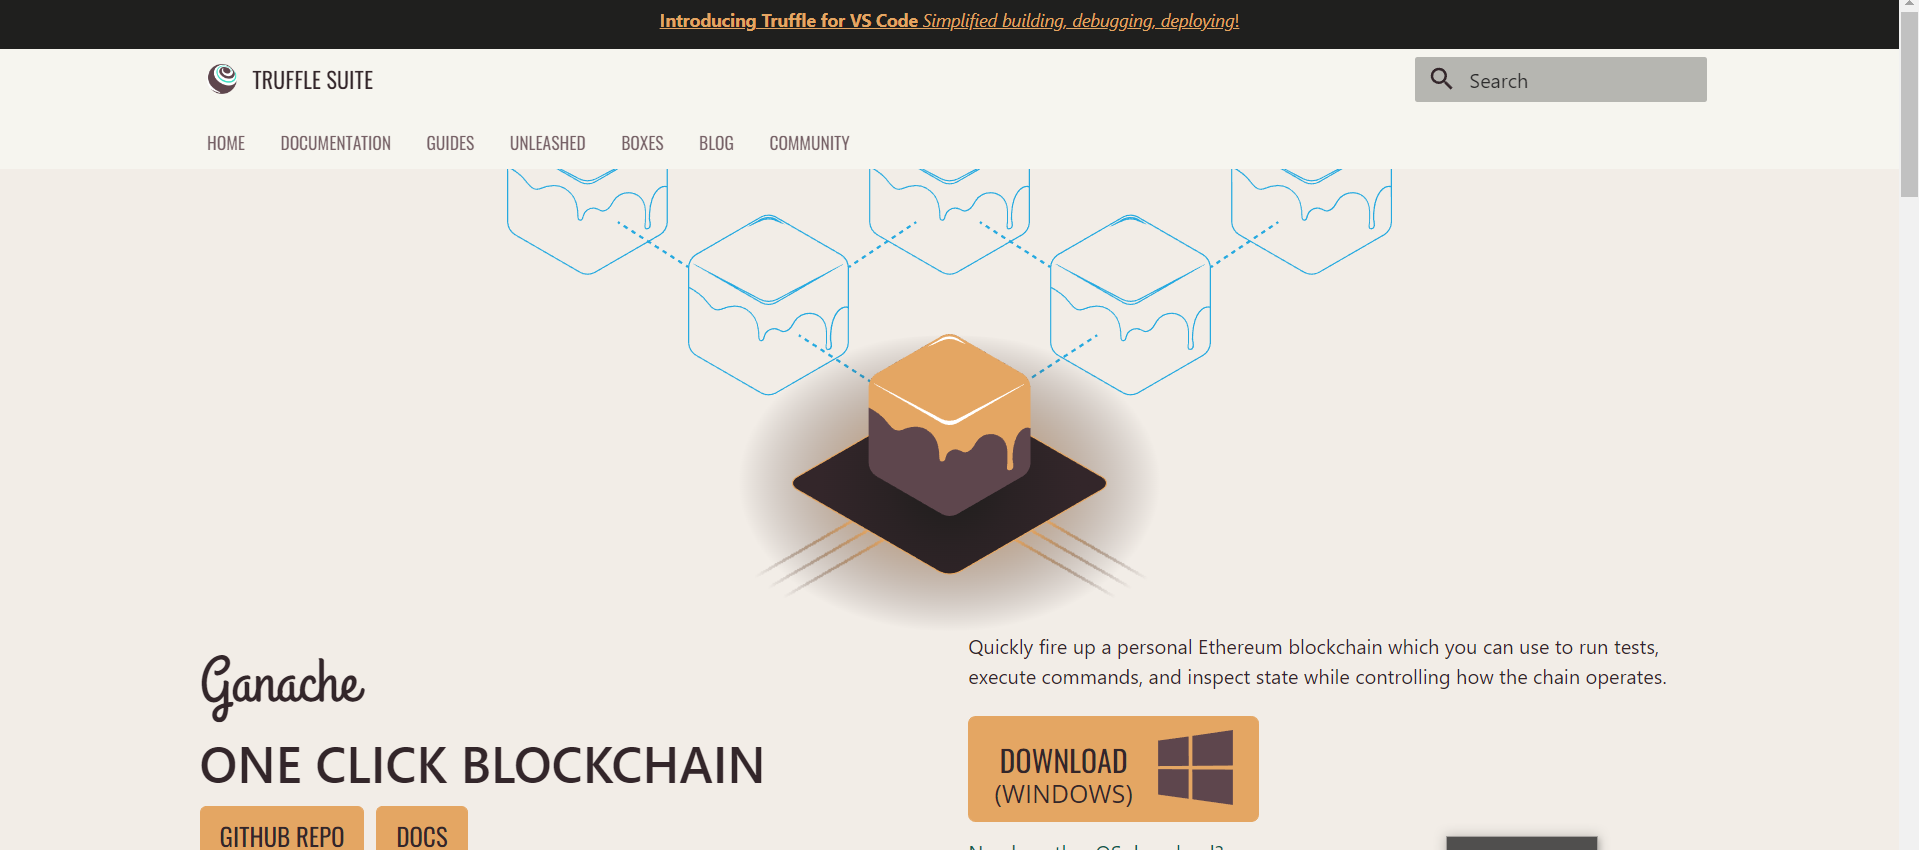 Introducing Truffle for VS Code Simplified building, debugging, deploying!
TRUFFLE SUITE
Search
HOME DOCUMENTATION GUIDES UNLEASHED BOXES BLOG COMMUNITY
Ganache
ONE CLICK BLOCKCHAIN
GITHUB REPO DOCS
Quickly fire up a personal Ethereum blockchain which you can use to run tests,
execute commands, and inspect state while controlling how the chain operates.
DOWNLOAD
(WINDOWS)